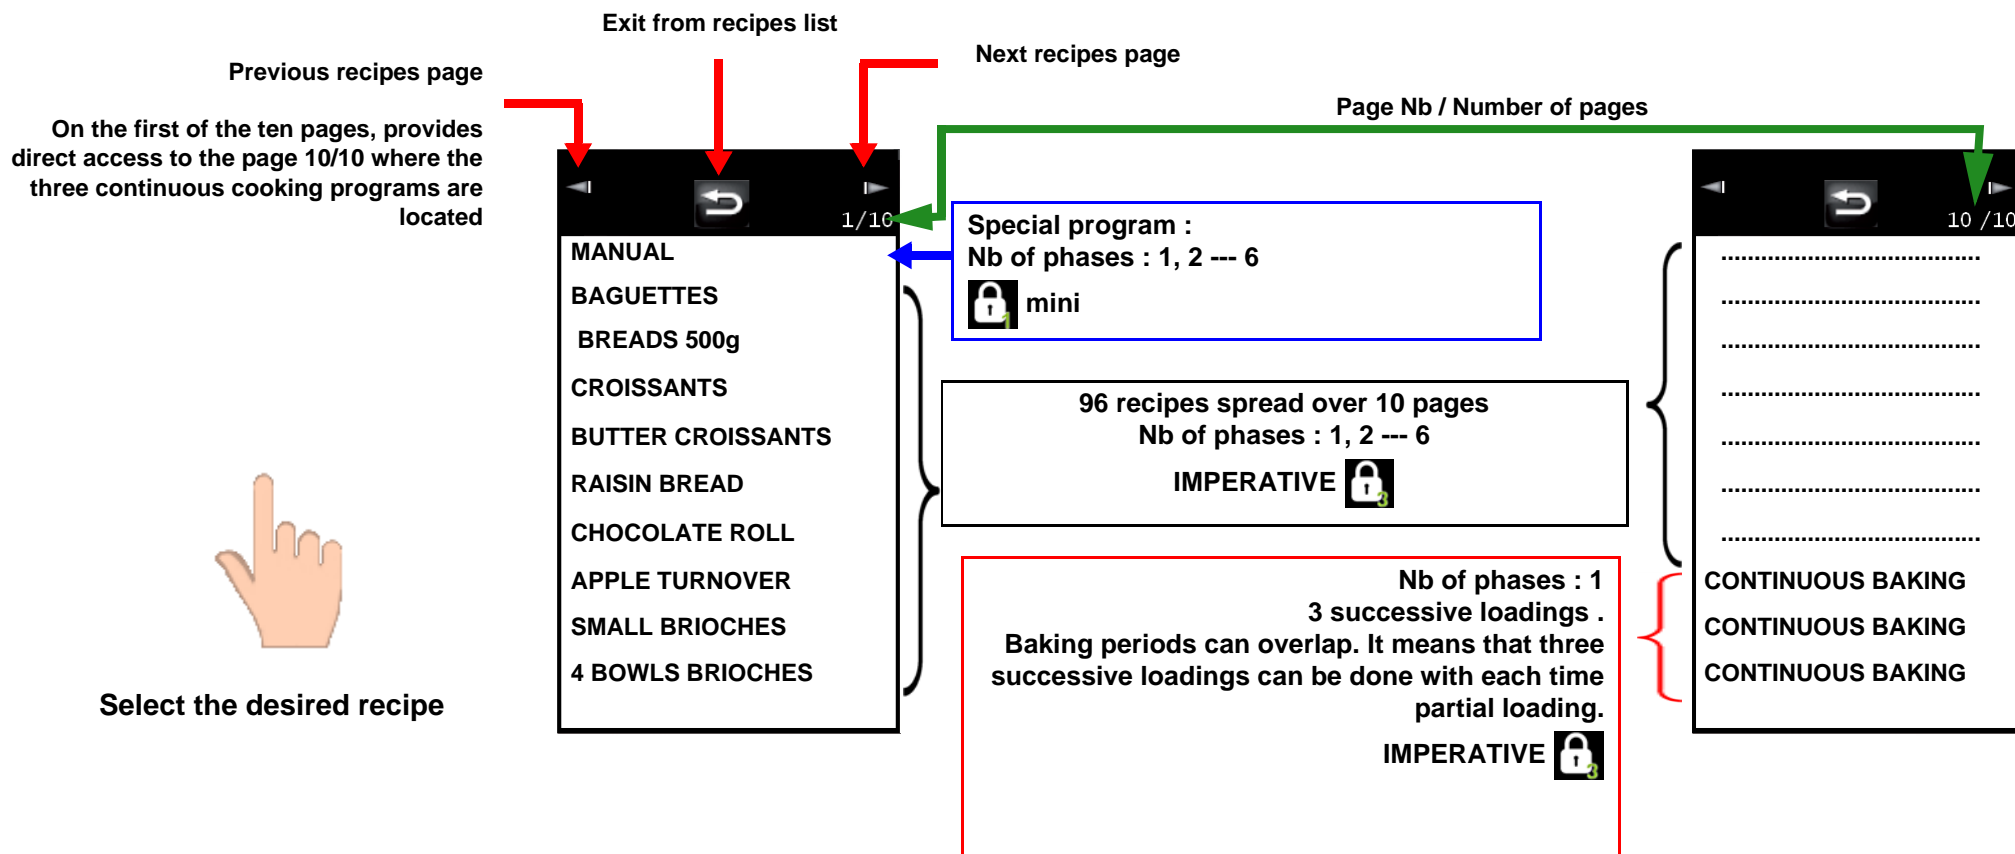 Exit from recipes list
Previous recipes page
Next recipes page
On the first of the ten pages, provides
direct access to the page 10/10 where the
three continuous cooking programs are
located
Page Nb / Number of pages
1/10
MANUAL
BAGUETTES
BREADS 500g
CROISSANTS
BUTTER CROISSANTS
RAISIN BREAD
CHOCOLATE ROLL
APPLE TURNOVER
SMALL BRIOCHES
4 BOWLS BRIOCHES
Select the desired recipe
Special program :
Nb of phases : 1, 2 --- 6
1 mini
96 recipes spread over 10 pages
Nb of phases : 1, 2 --- 6
IMPERATIVE 3
Nb of phases : 1
3 successive loadings .
Baking periods can overlap. It means that three
successive loadings can be done with each time
partial loading.
IMPERATIVE 3
10 /10
.......................................
.......................................
.......................................
.......................................
.......................................
.......................................
.......................................
CONTINUOUS BAKING
CONTINUOUS BAKING
CONTINUOUS BAKING